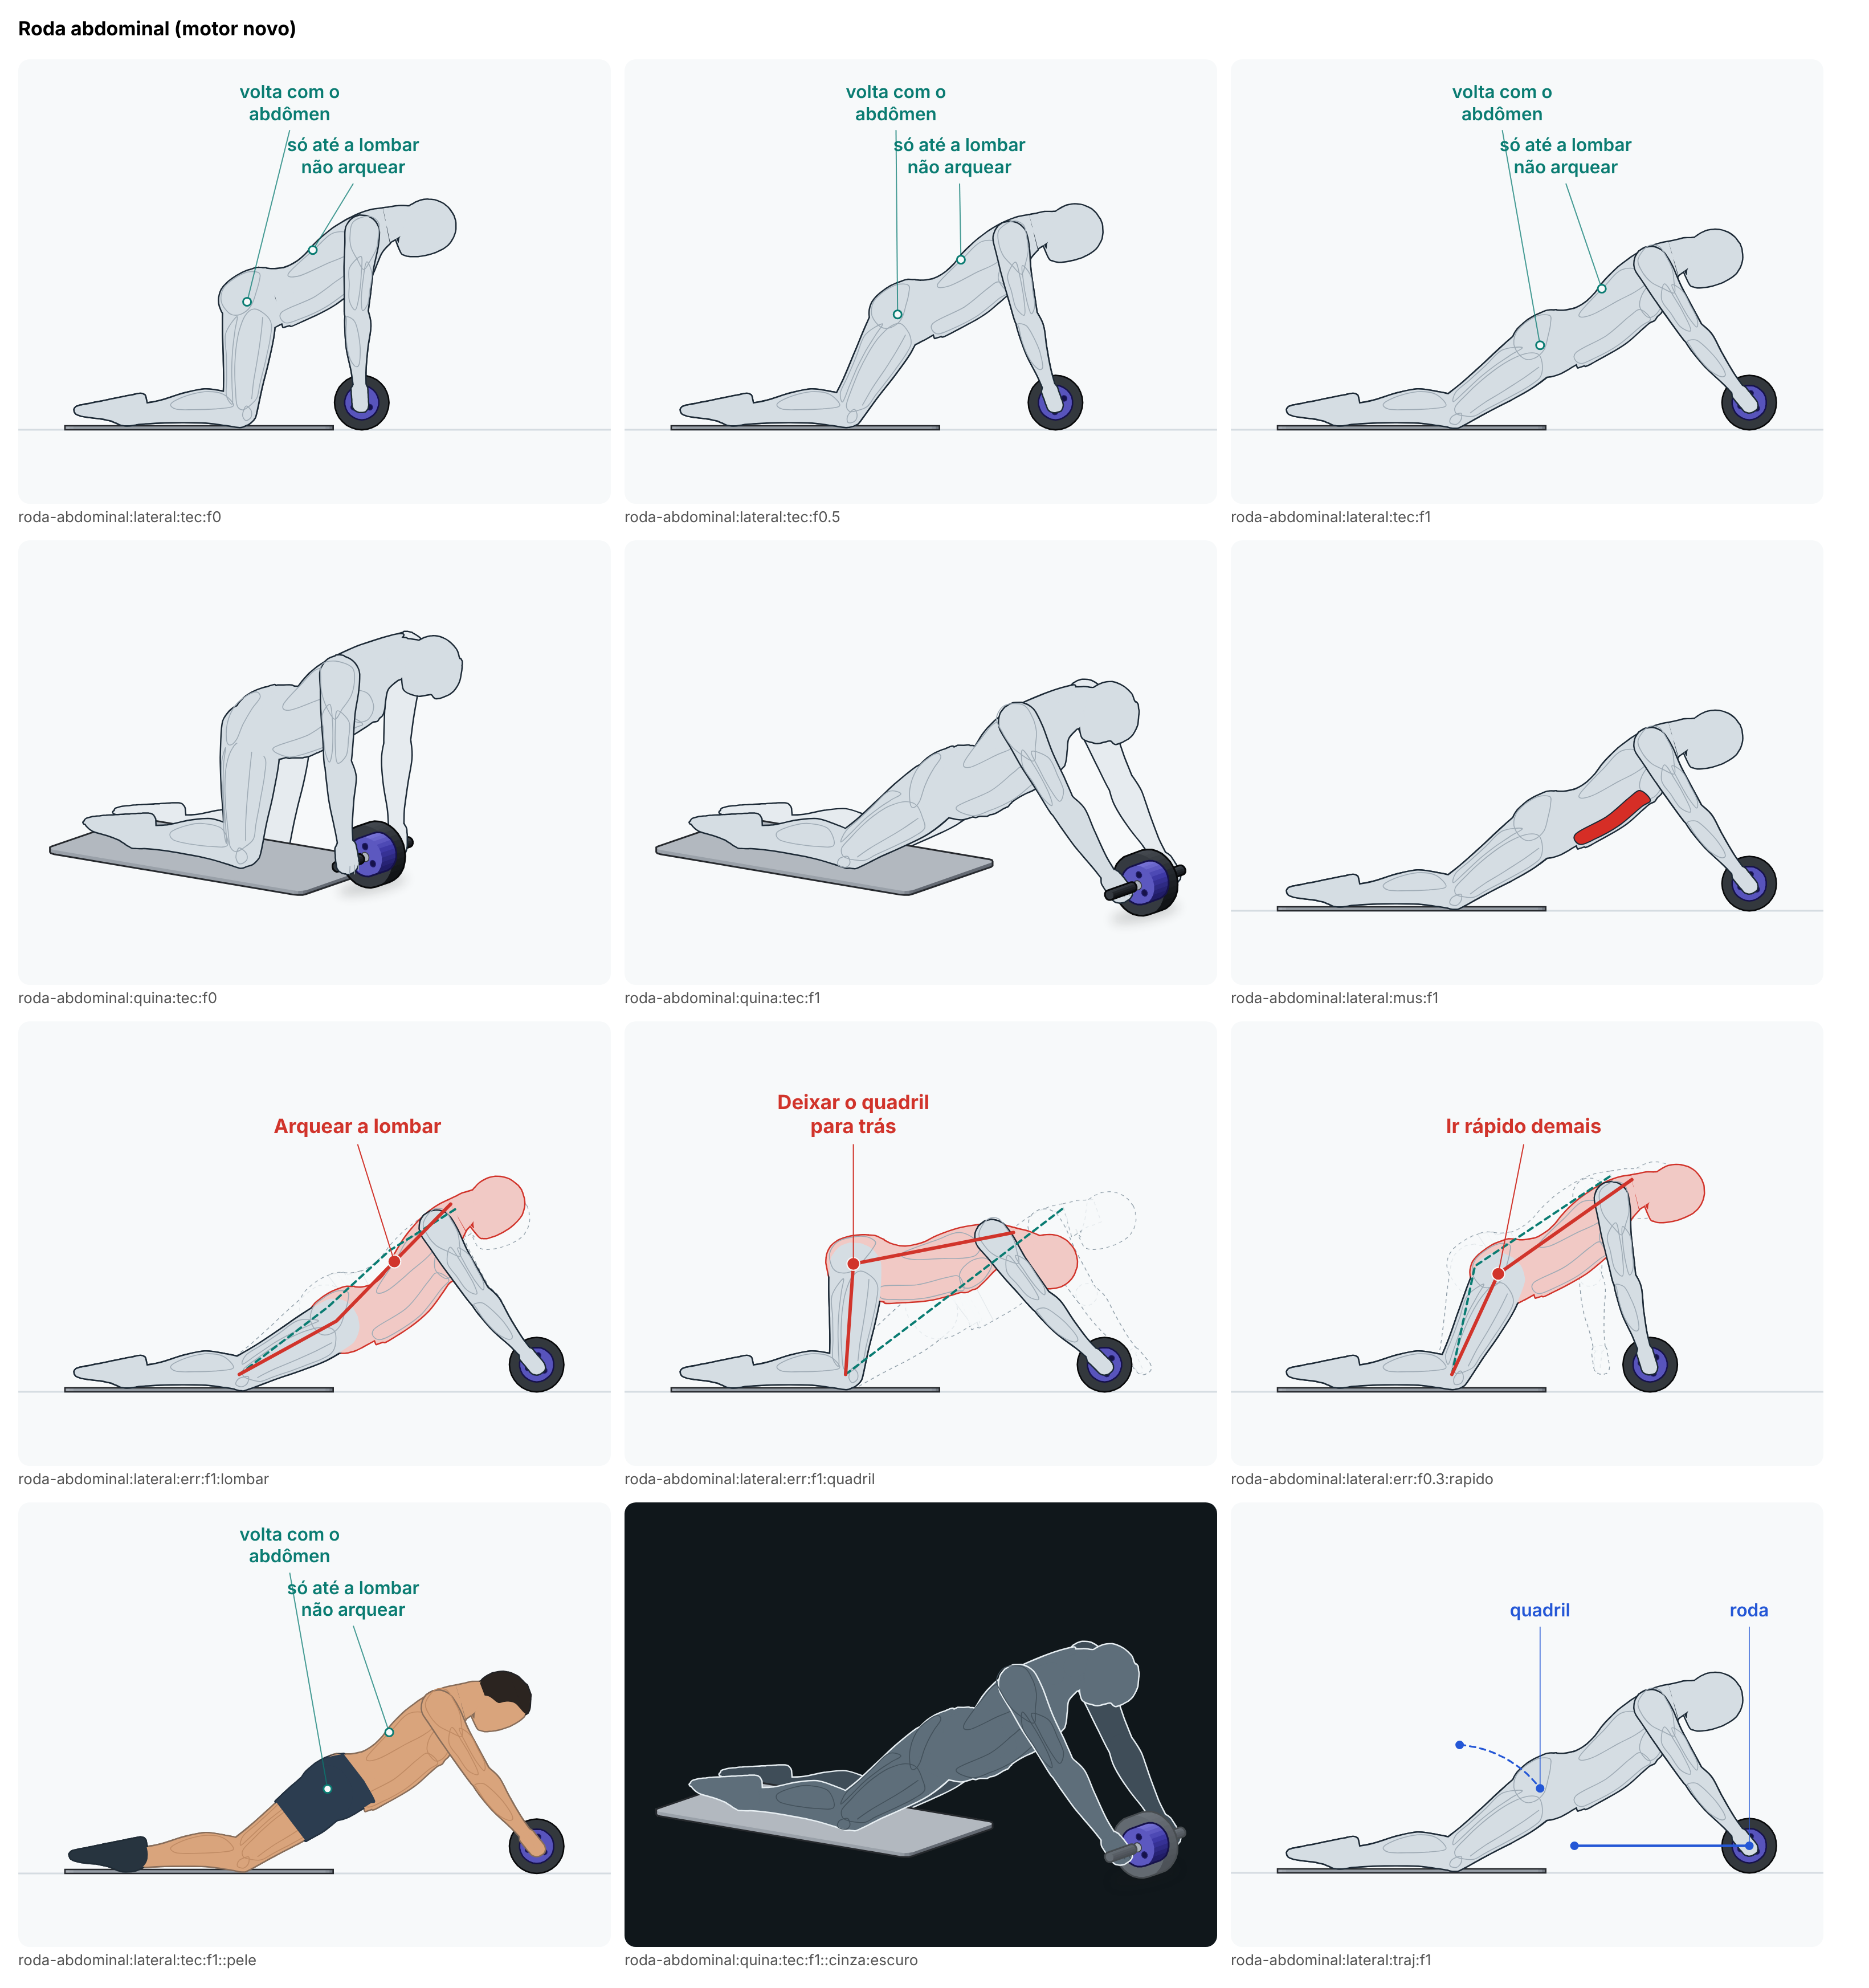 Roda abdominal (motor novo)
volta com o
abdômen
só até a lombar
não arquear
roda-abdominal:lateral:tec:f0
volta com o
abdômen
só até a lombar
não arquear
roda-abdominal:lateral:tec:f0.5
volta com o
abdômen
só até a lombar
não arquear
roda-abdominal:lateral:tec:f1
roda-abdominal:quina:tec:f0
roda-abdominal:quina:tec:f1
roda-abdominal:lateral:mus:f1
Arquear a lombar
roda-abdominal:lateral:err:f1:lombar
Deixar o quadril
para trás
roda-abdominal:lateral:err:f1:quadril
Ir rápido demais
roda-abdominal:lateral:err:f0.3:rapido
volta com o
abdômen
só até a lombar
não arquear
roda-abdominal:lateral:tec:f1::pele
roda-abdominal:quina:tec:f1::cinza:escuro
quadril
roda
roda-abdominal:lateral:traj:f1